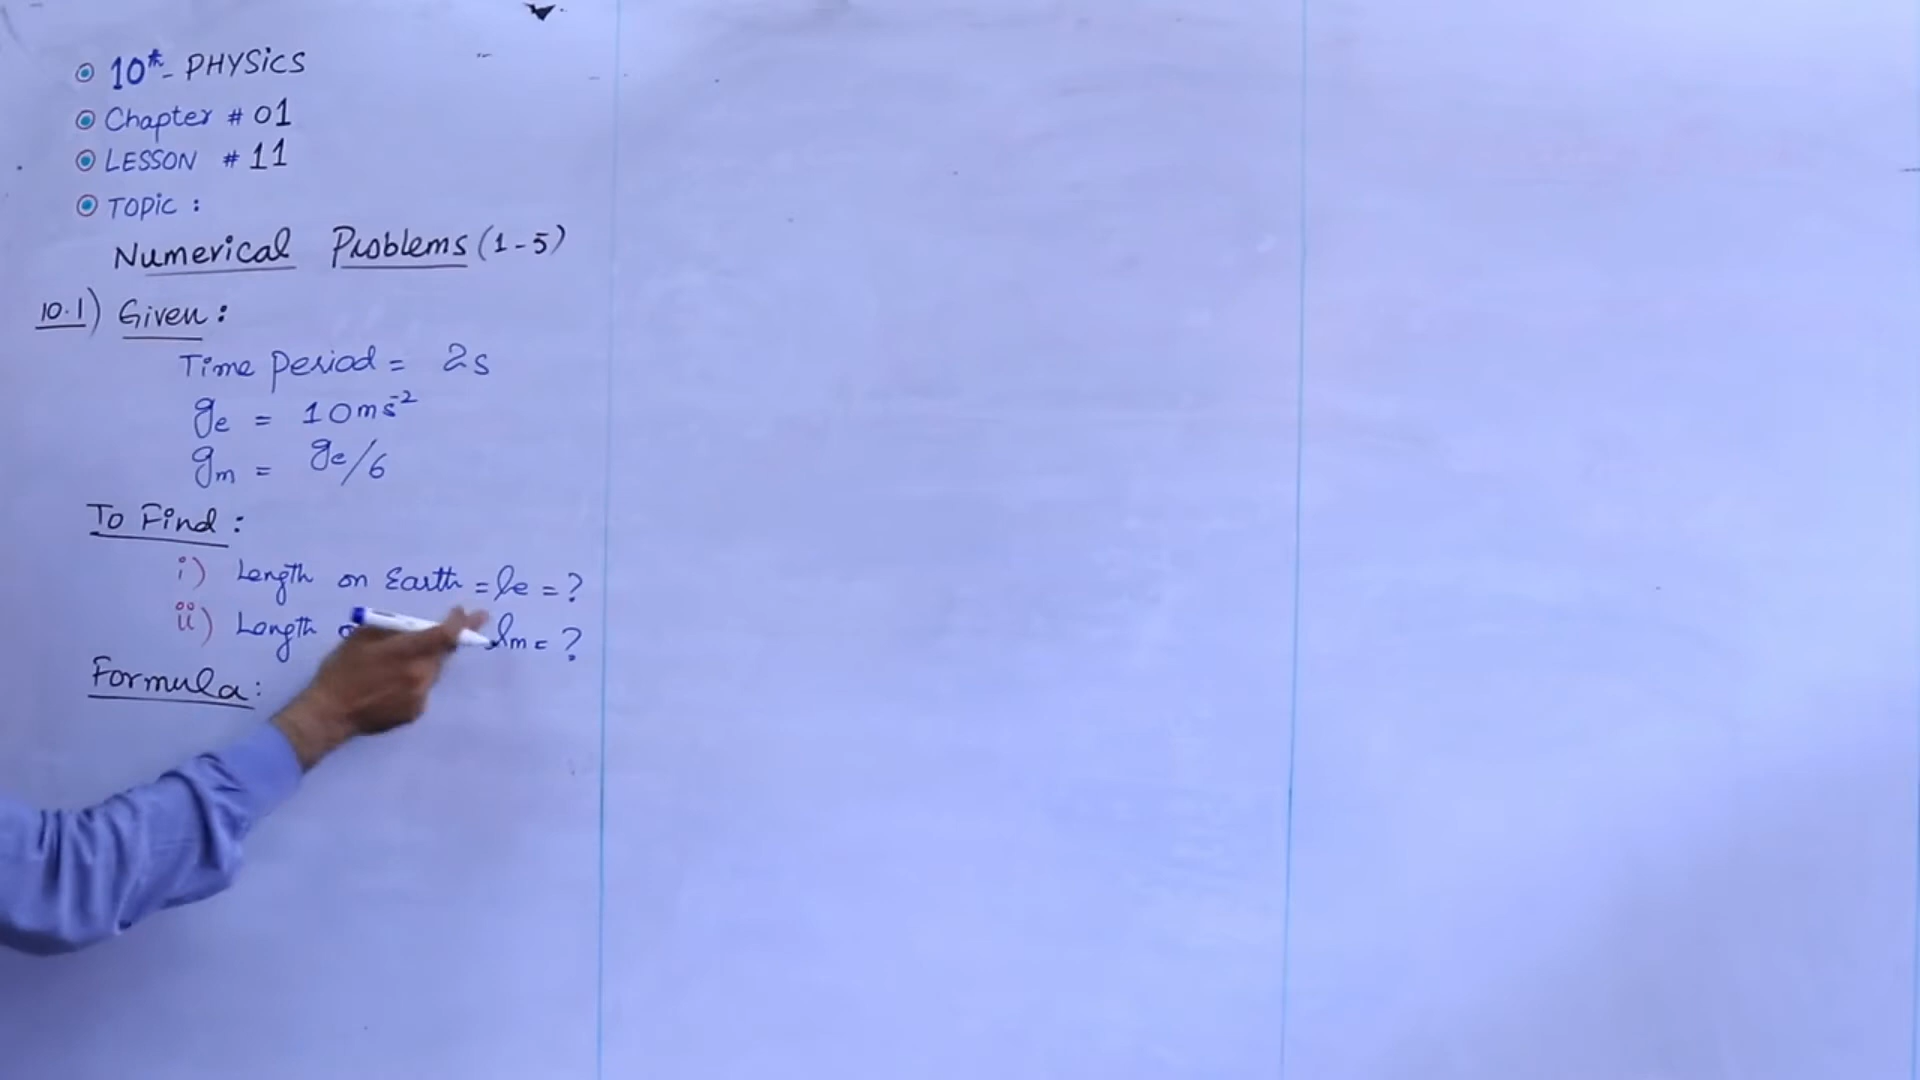 10th - PHYSICS
Chapter # 01
LESSON # 11
TOPIC :
Numerical Problems (1-5)
10.1) Given :
Time period = 2s
ge = 10ms⁻²
gm = ge/6
To Find :
i) Length on Earth = le = ?
ii) Length lm = ?
Formula :